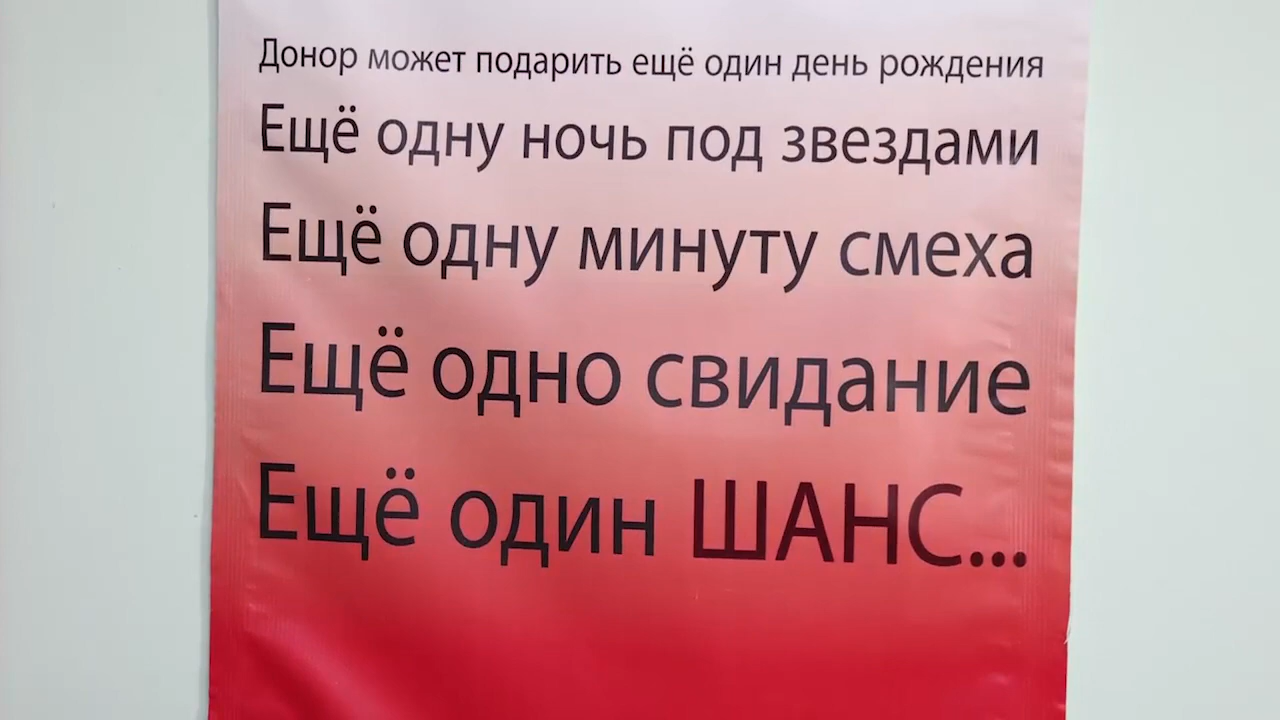 Донор может подарить ещё один день рождения
Ещё одну ночь под звездами
Ещё одну минуту смеха
Ещё одно свидание
Ещё один ШАНС...